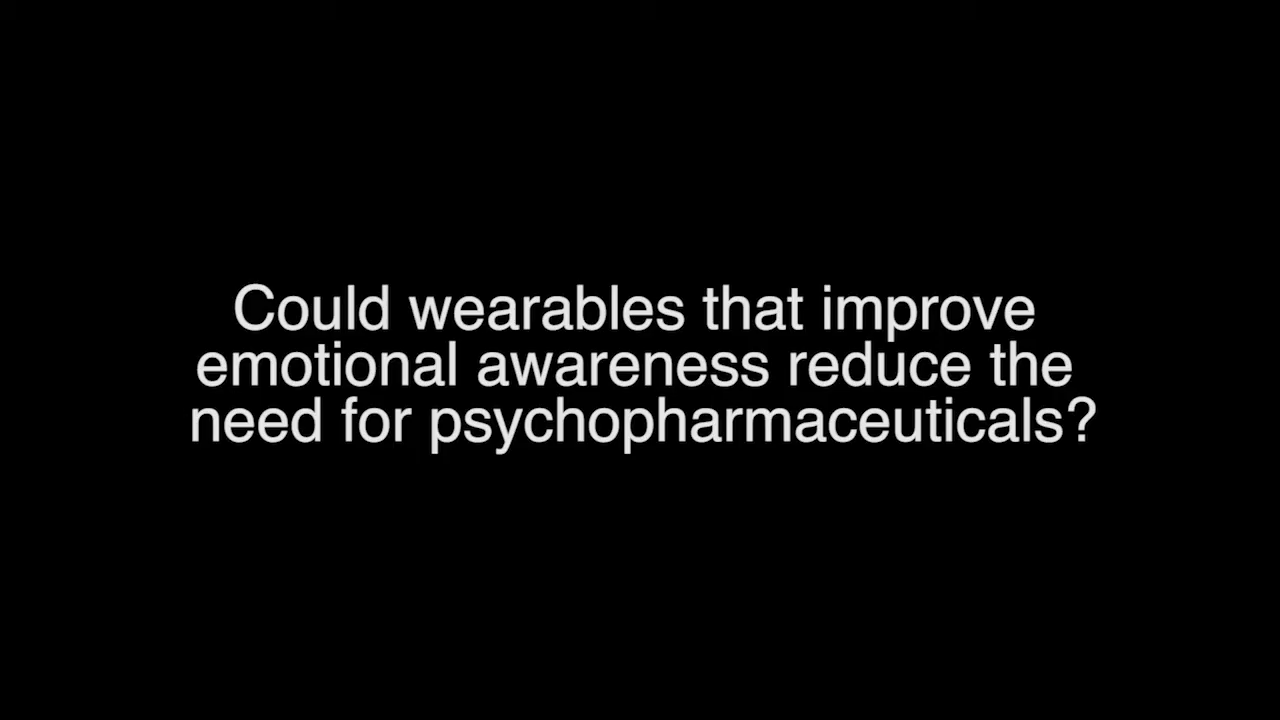 Could wearables that improve
emotional awareness reduce the
need for psychopharmaceuticals?